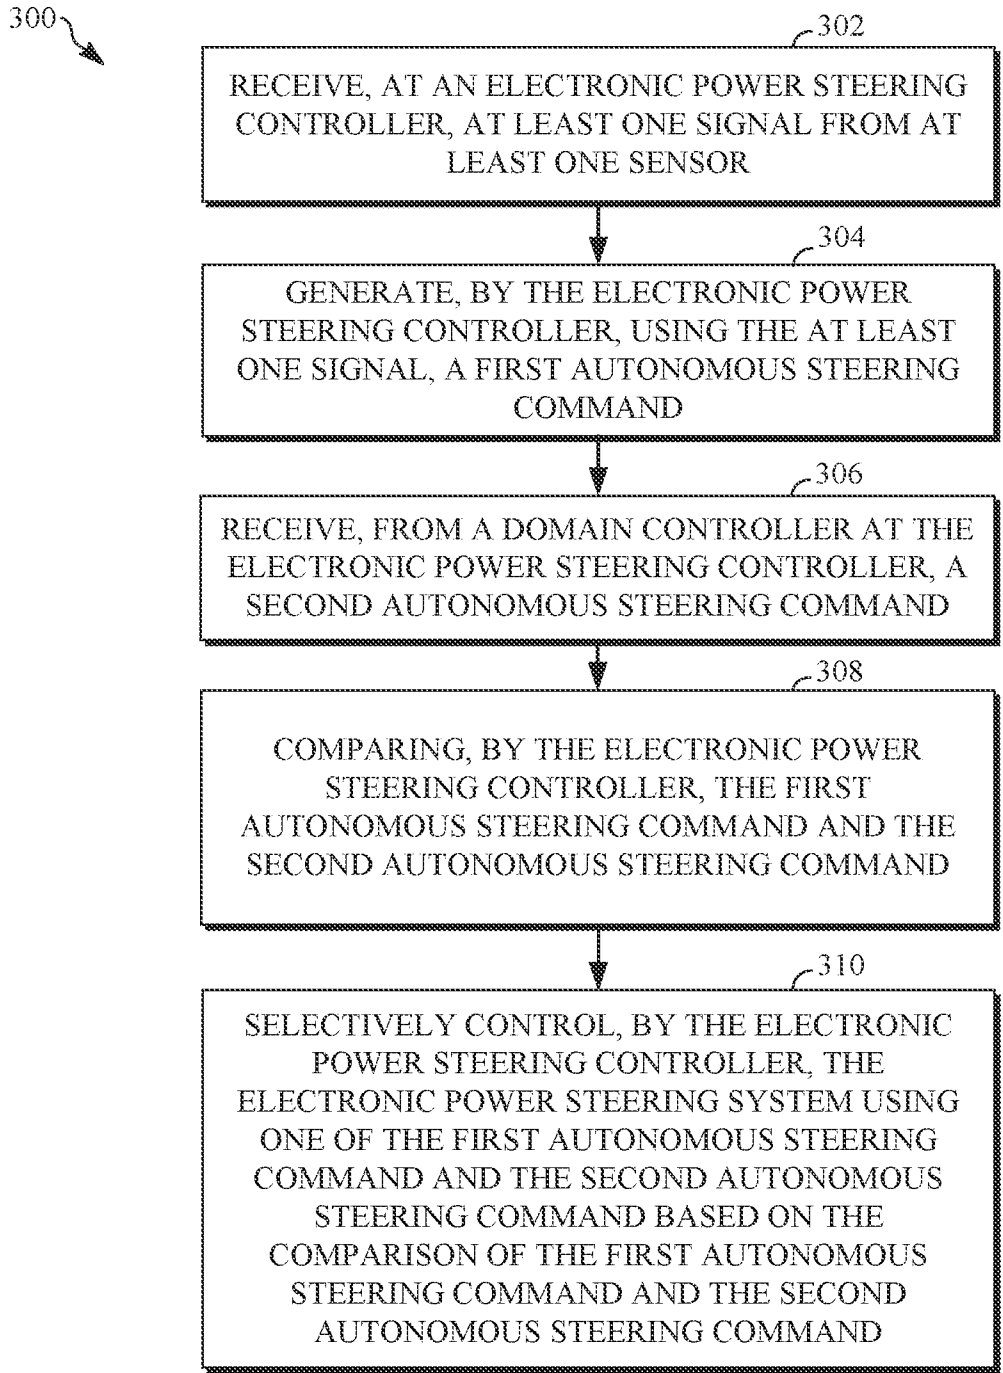 300
302
RECEIVE, AT AN ELECTRONIC POWER STEERING
CONTROLLER, AT LEAST ONE SIGNAL FROM AT
LEAST ONE SENSOR
304
GENERATE, BY THE ELECTRONIC POWER
STEERING CONTROLLER, USING THE AT LEAST
ONE SIGNAL, A FIRST AUTONOMOUS STEERING
COMMAND
306
RECEIVE, FROM A DOMAIN CONTROLLER AT THE
ELECTRONIC POWER STEERING CONTROLLER, A
SECOND AUTONOMOUS STEERING COMMAND
308
COMPARING, BY THE ELECTRONIC POWER
STEERING CONTROLLER, THE FIRST
AUTONOMOUS STEERING COMMAND AND THE
SECOND AUTONOMOUS STEERING COMMAND
310
SELECTIVELY CONTROL, BY THE ELECTRONIC
POWER STEERING CONTROLLER, THE
ELECTRONIC POWER STEERING SYSTEM USING
ONE OF THE FIRST AUTONOMOUS STEERING
COMMAND AND THE SECOND AUTONOMOUS
STEERING COMMAND BASED ON THE
COMPARISON OF THE FIRST AUTONOMOUS
STEERING COMMAND AND THE SECOND
AUTONOMOUS STEERING COMMAND